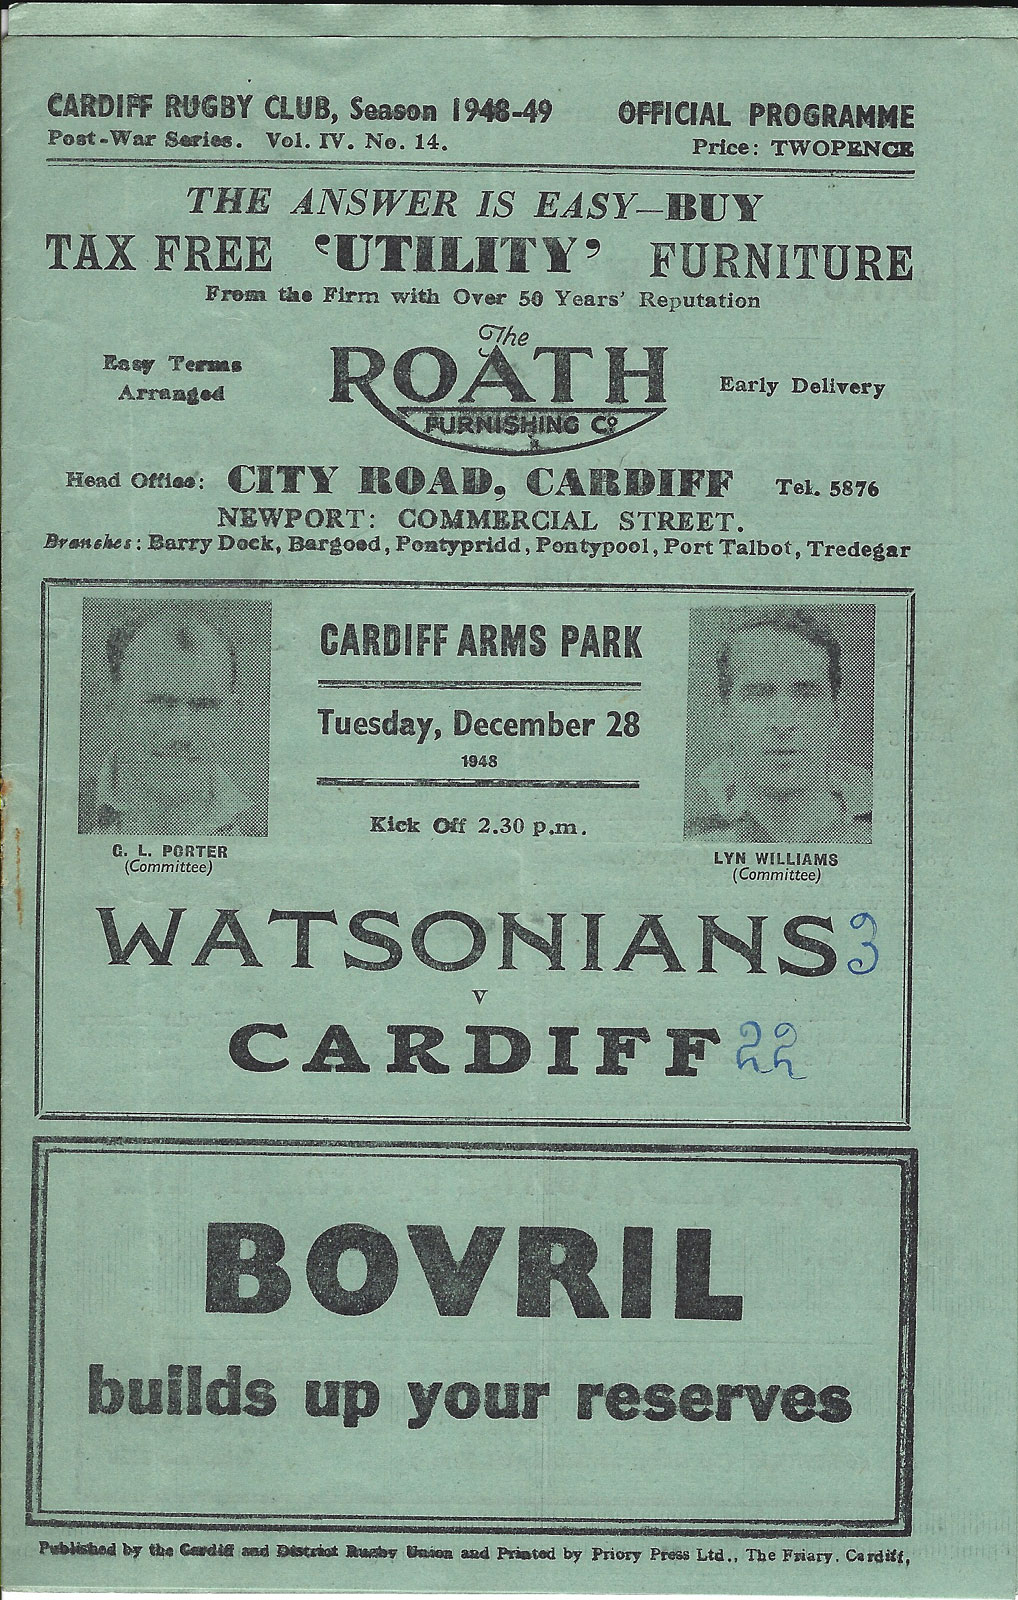 CARDIFF RUGBY CLUB, Season 1948-49 OFFICIAL PROGRAMME
Post-War Series. Vol. IV. No. 14. Price: TWOPENCE
THE ANSWER IS EASY—BUY
TAX FREE ‘UTILITY’ FURNITURE
From the Firm with Over 50 Years’ Reputation
Easy Terms Arranged
The
ROATH
FURNISHING Co
Early Delivery
Head Office: CITY ROAD, CARDIFF Tel. 5876
NEWPORT: COMMERCIAL STREET.
Branches: Barry Dock, Bargoed, Pontypridd, Pontypool, Port Talbot, Tredegar
CARDIFF ARMS PARK
Tuesday, December 28
1948
Kick Off 2.30 p.m.
G. L. PORTER
(Committee)
LYN WILLIAMS
(Committee)
WATSONIANS 3
v
CARDIFF 22
BOVRIL
builds up your reserves
Published by the Cardiff and District Rugby Union and Printed by Priory Press Ltd., The Friary, Cardiff,